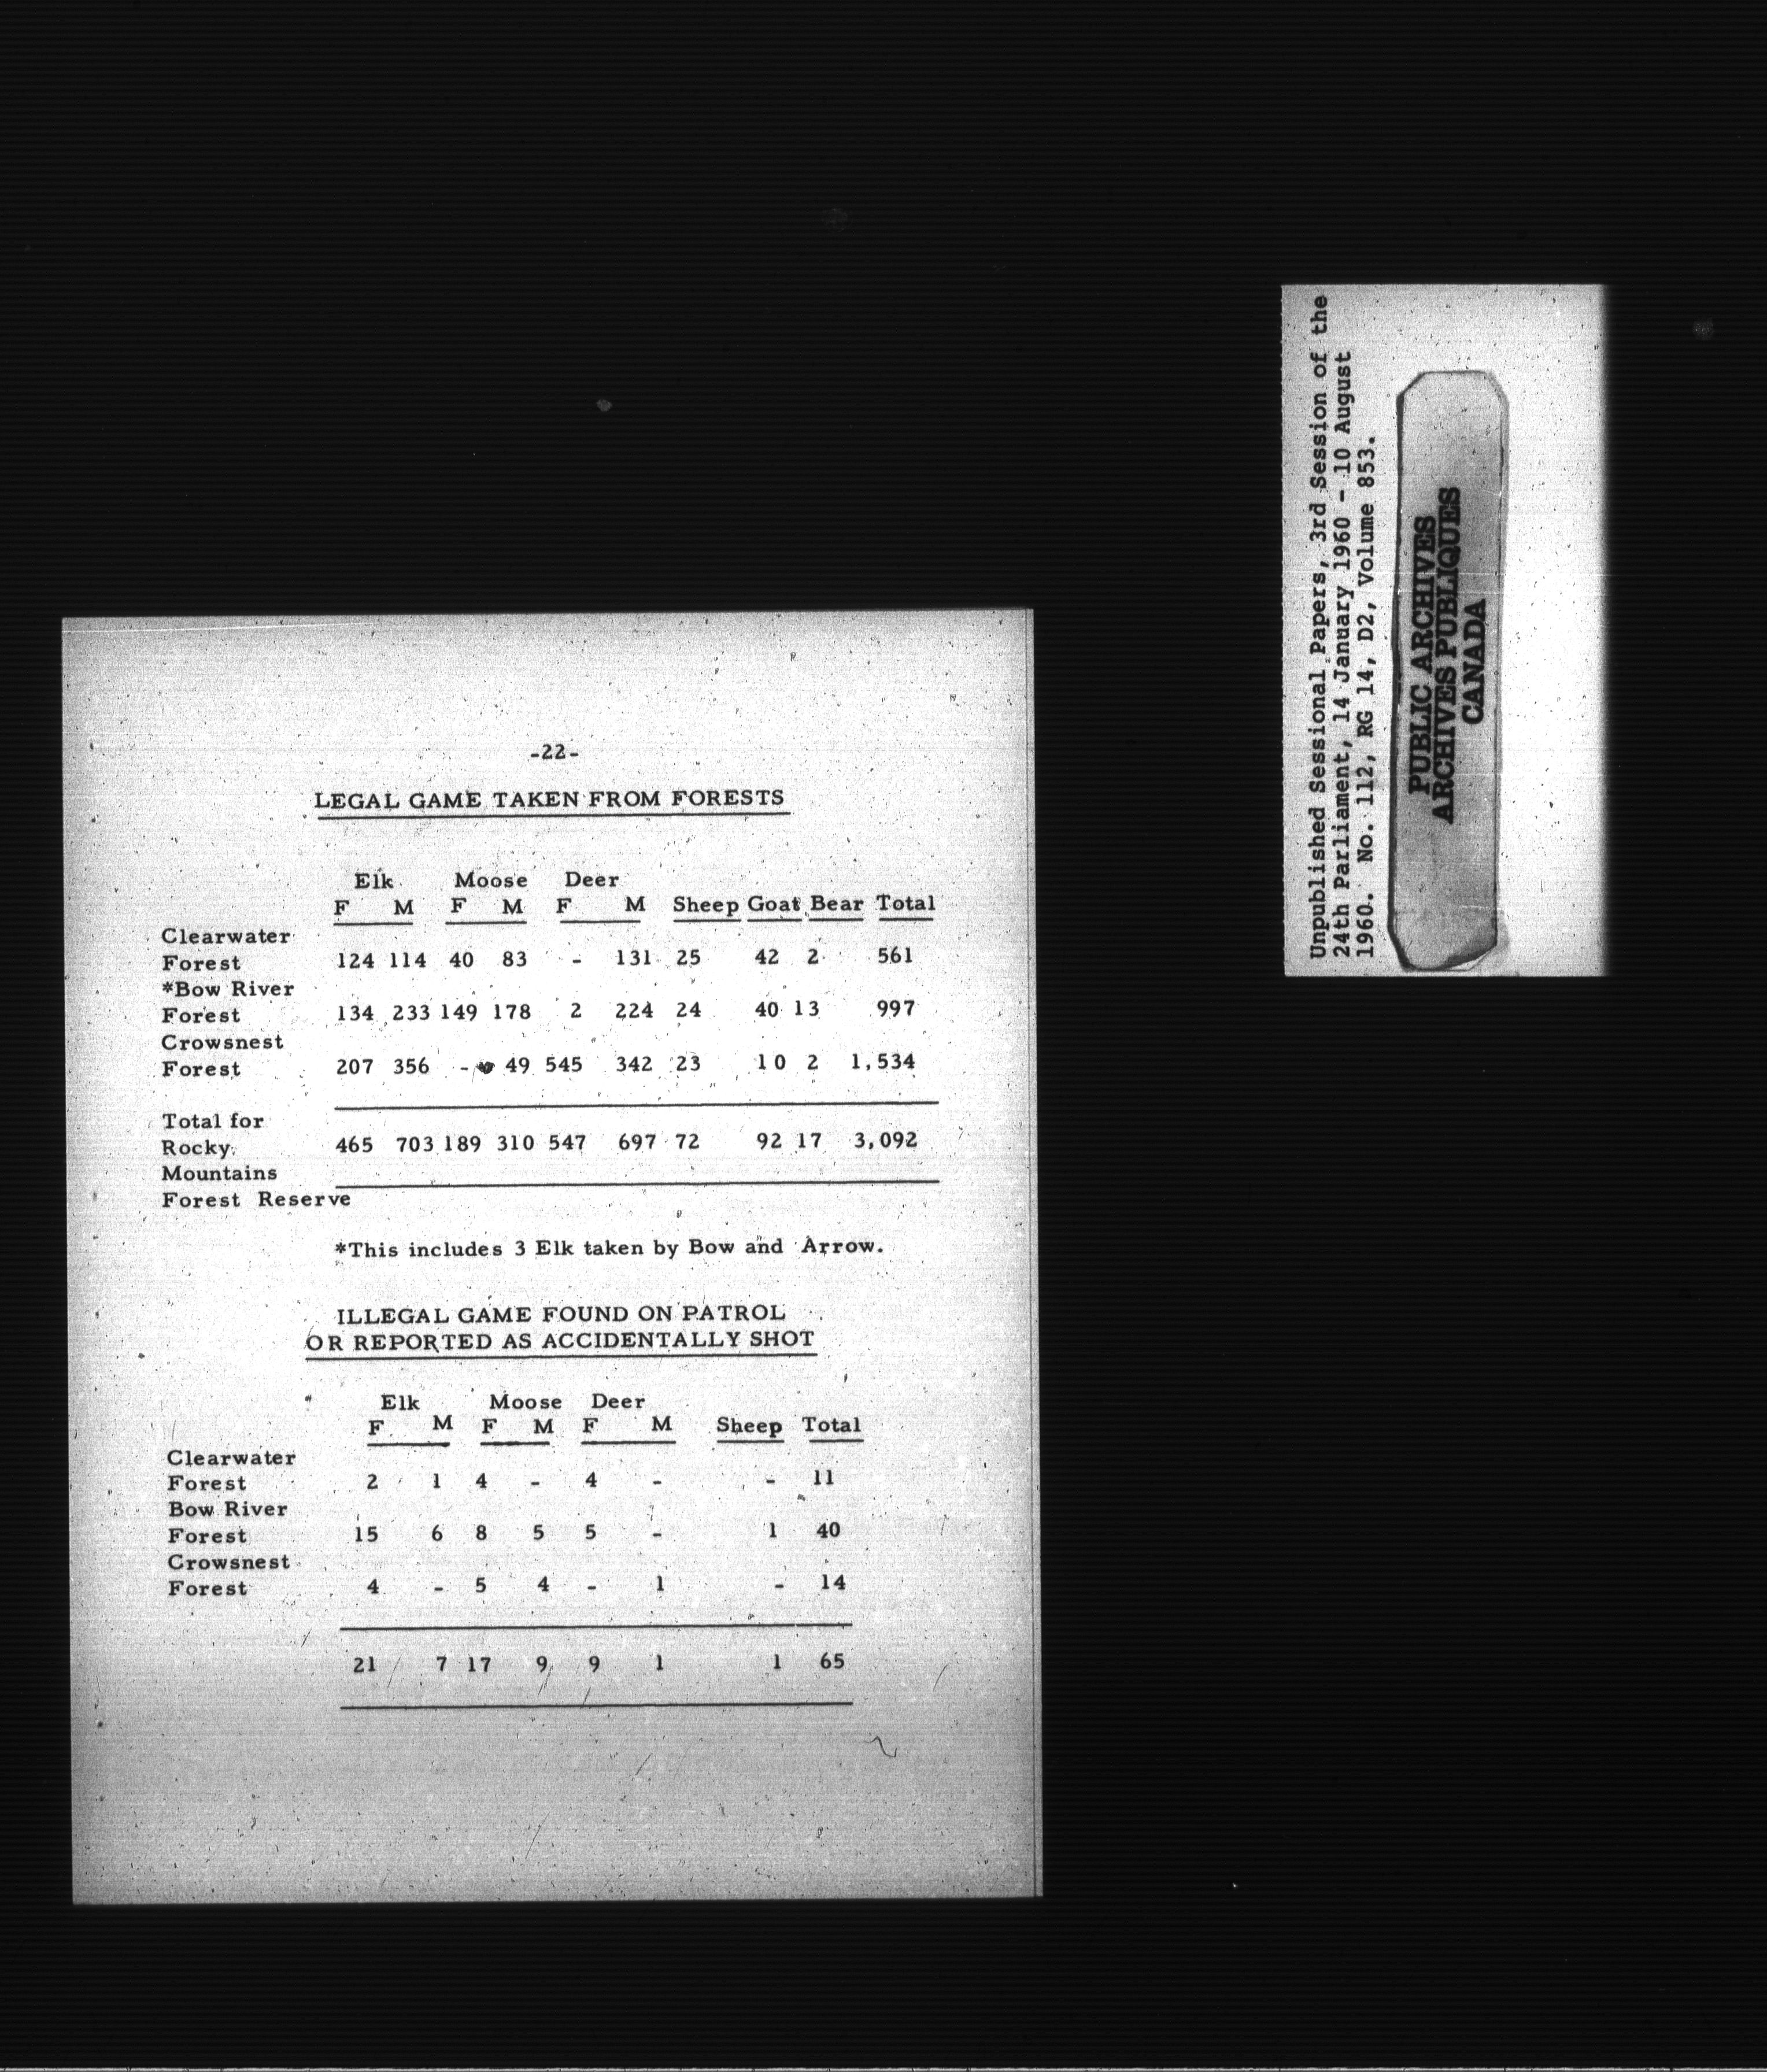 -22-
LEGAL GAME TAKEN FROM FORESTS
Elk Moose Deer
F M F M F M Sheep Goat Bear Total
Clearwater
Forest 124 114 40 83 - 131 25 42 2 561
*Bow River
Forest 134 233 149 178 2 224 24 40 13 997
Crowsnest
Forest 207 356 - 49 545 342 23 10 2 1,534
Total for
Rocky 465 703 189 310 547 697 72 92 17 3,092
Mountains
Forest Reserve
*This includes 3 Elk taken by Bow and Arrow.
ILLEGAL GAME FOUND ON PATROL
OR REPORTED AS ACCIDENTALLY SHOT
Elk Moose Deer
F M F M F M Sheep Total
Clearwater
Forest 2 1 4 - 4 - - 11
Bow River
Forest 15 6 8 5 5 - 1 40
Crowsnest
Forest 4 - 5 4 - 1 - 14
21 7 17 9 9 1 1 65
Unpublished Sessional Papers, 3rd Session of the
24th Parliament, 14 January 1960 - 10 August
1960. No. 112, RG 14, D2, Volume 853.
PUBLIC ARCHIVES
ARCHIVES PUBLIQUES
CANADA